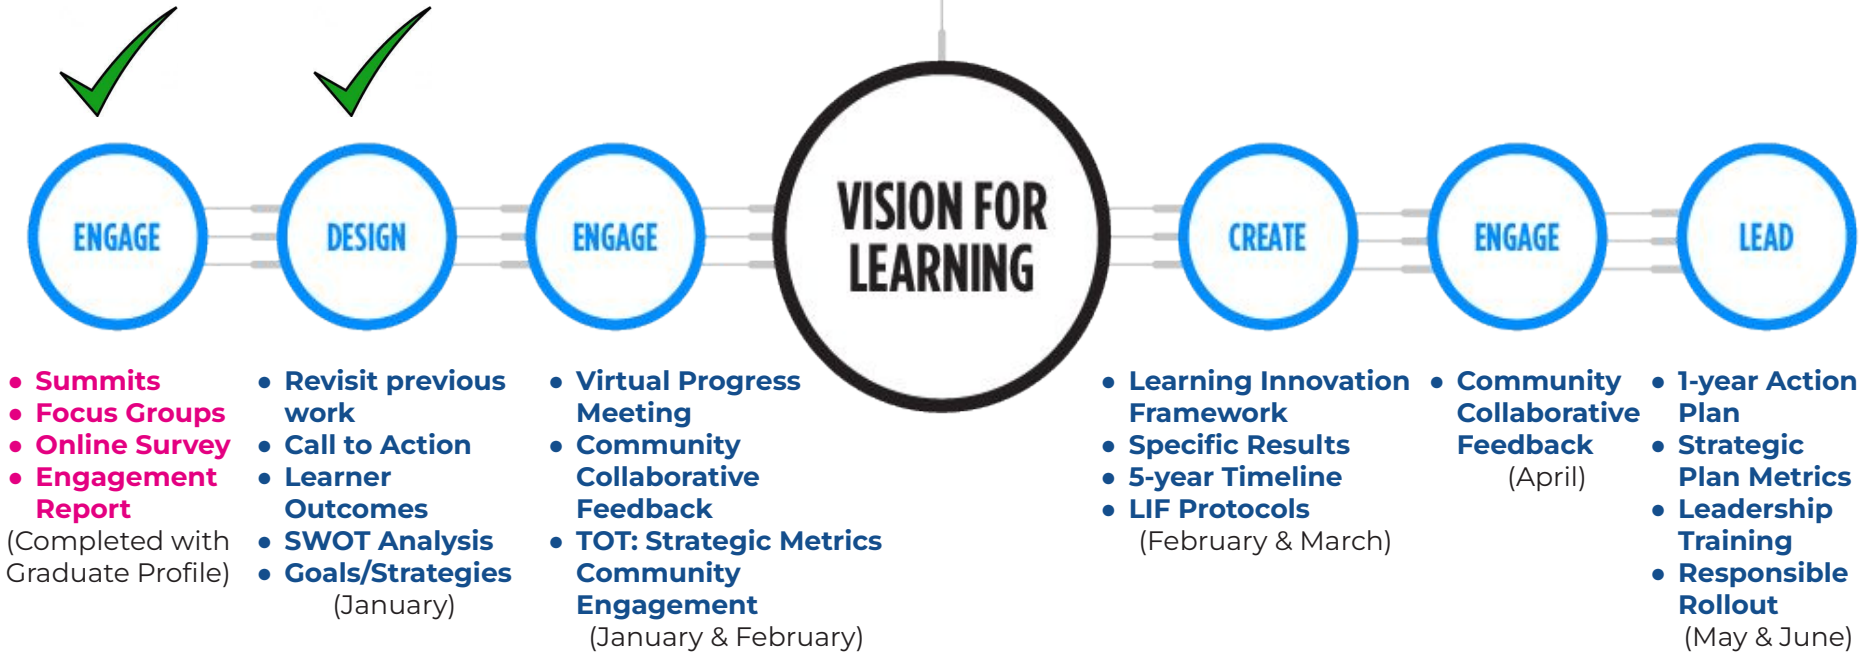 ENGAGE
DESIGN
ENGAGE
VISION FOR
LEARNING
CREATE
ENGAGE
LEAD
● Summits
● Focus Groups
● Online Survey
● Engagement
Report
(Completed with
Graduate Profile)
● Revisit previous
work
● Call to Action
● Learner
Outcomes
● SWOT Analysis
● Goals/Strategies
(January)
● Virtual Progress
Meeting
● Community
Collaborative
Feedback
● TOT: Strategic Metrics
Community
Engagement
(January & February)
● Learning Innovation
Framework
● Specific Results
● 5-year Timeline
● LIF Protocols
(February & March)
● Community
Collaborative
Feedback
(April)
● 1-year Action
Plan
● Strategic
Plan Metrics
● Leadership
Training
● Responsible
Rollout
(May & June)